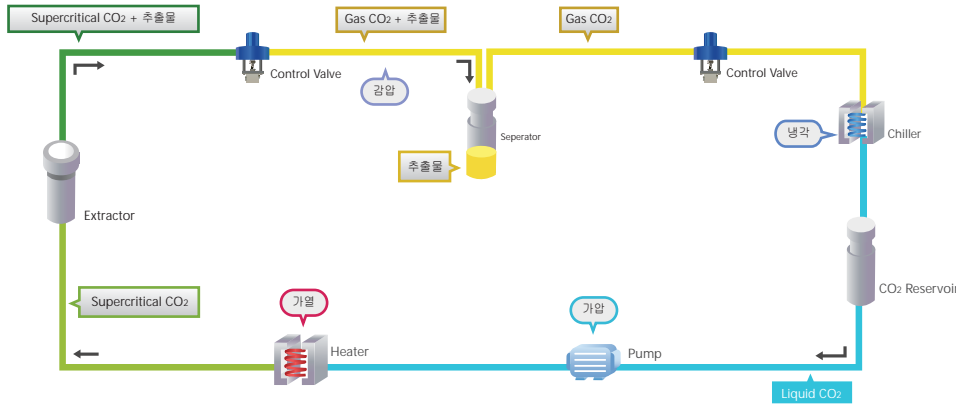 Supercritical CO2 + 추출물
Gas CO2 + 추출물
Gas CO2
Control Valve
Control Valve
감압
Seperator
냉각
Chiller
추출물
Extractor
CO2 Reservoir
Supercritical CO2
가열
가압
Heater
Pump
Liquid CO2